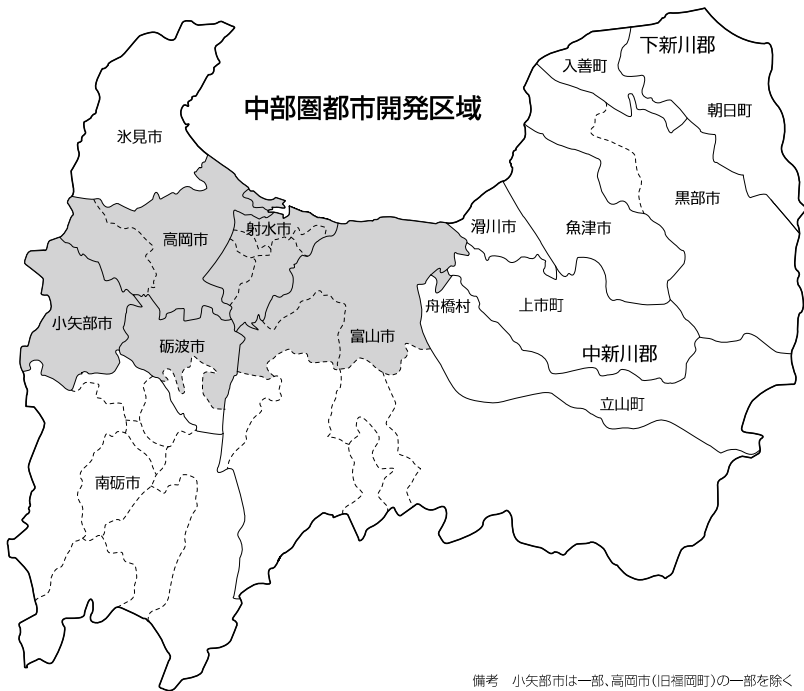 下新川郡
入善町
中部圏都市開発区域
朝日町
氷見市
黒部市
滑川市
魚津市
射水市
高岡市
舟橋村
上市町
小矢部市
富山市
砺波市
中新川郡
立山町
南砺市
備考　小矢部市は一部、高岡市(旧福岡町)の一部を除く